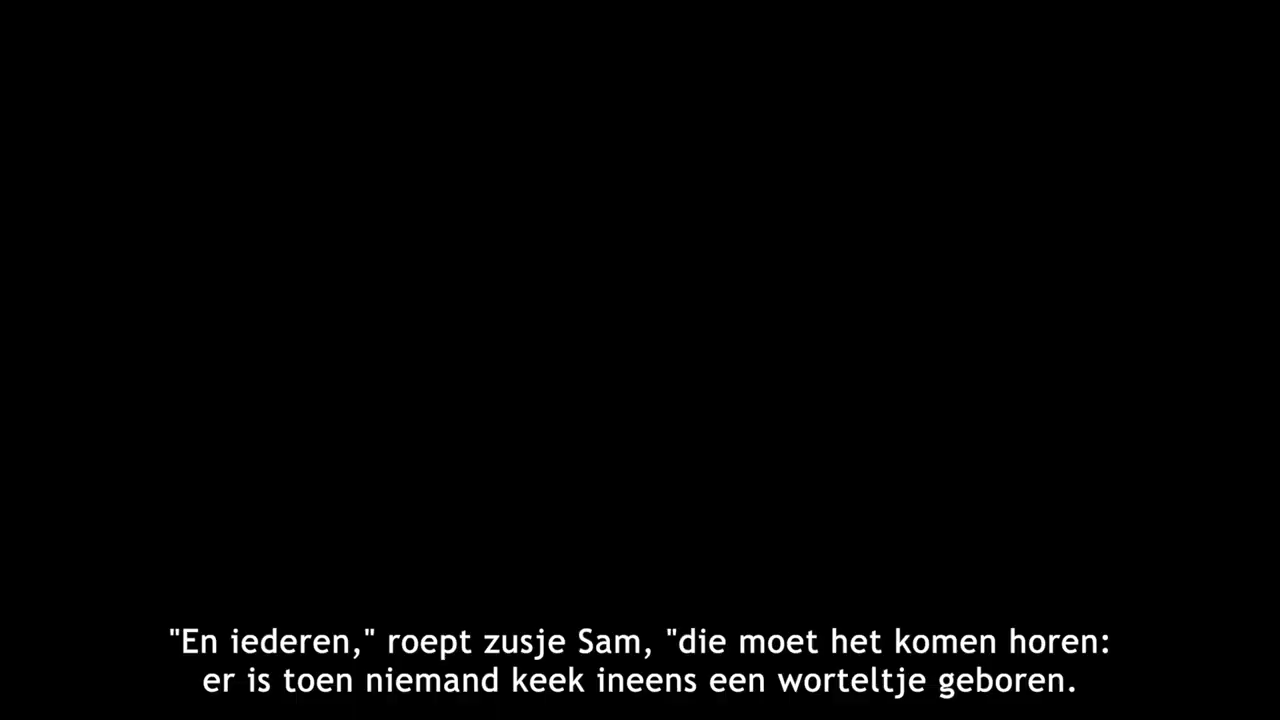 "En iederen," roept zusje Sam, "die moet het komen horen:
er is toen niemand keek ineens een worteltje geboren.